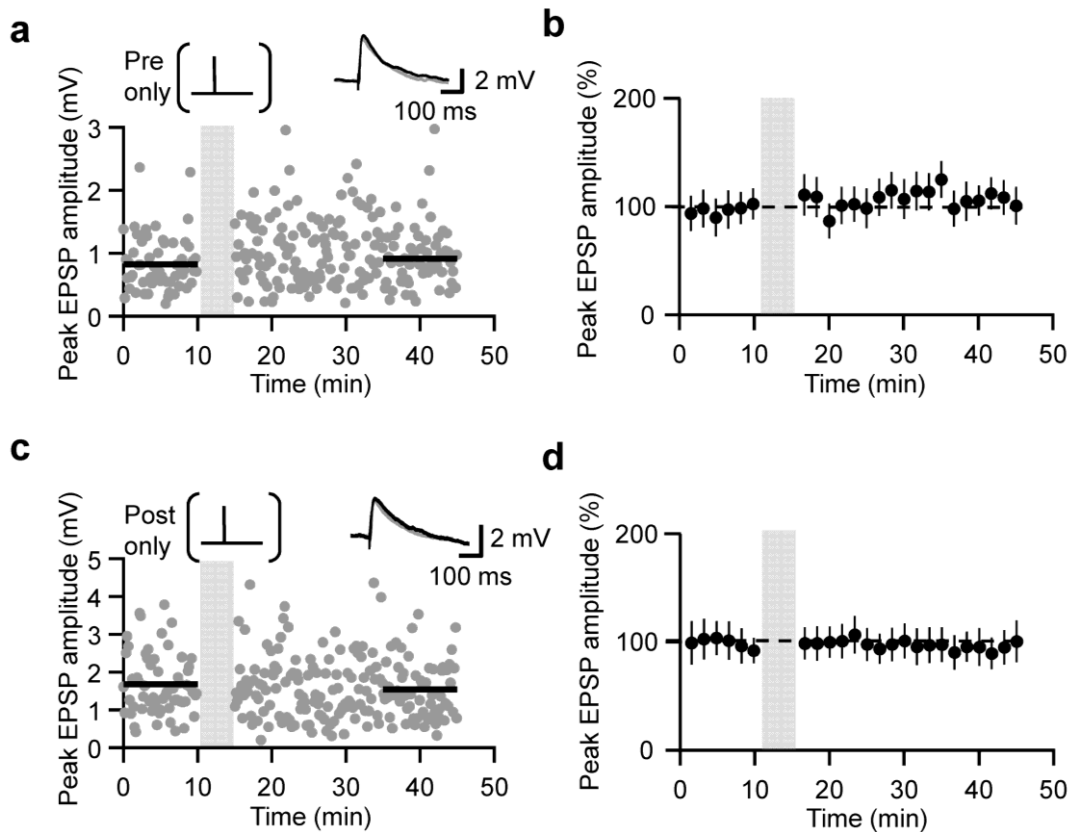 a
Pre
only
2 mV
100 ms
Peak EPSP amplitude (mV)
3
2
1
0
0 10 20 30 40 50
Time (min)
b
Peak EPSP amplitude (%)
200
100
0
0 10 20 30 40 50
Time (min)
c
Post
only
2 mV
100 ms
Peak EPSP amplitude (mV)
5
4
3
2
1
0
0 10 20 30 40 50
Time (min)
d
Peak EPSP amplitude (%)
200
100
0
0 10 20 30 40 50
Time (min)